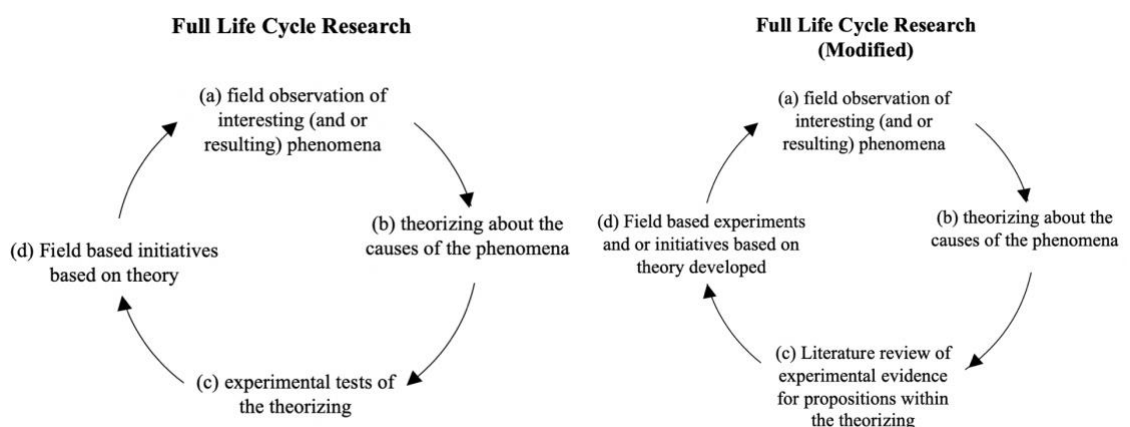 Full Life Cycle Research
(a) field observation of
interesting (and or
resulting) phenomena
(b) theorizing about the
causes of the phenomena
(c) experimental tests of
the theorizing
(d) Field based initiatives
based on theory
Full Life Cycle Research
(Modified)
(a) field observation of
interesting (and or
resulting) phenomena
(b) theorizing about the
causes of the phenomena
(c) Literature review of
experimental evidence
for propositions within
the theorizing
(d) Field based experiments
and or initiatives based on
theory developed